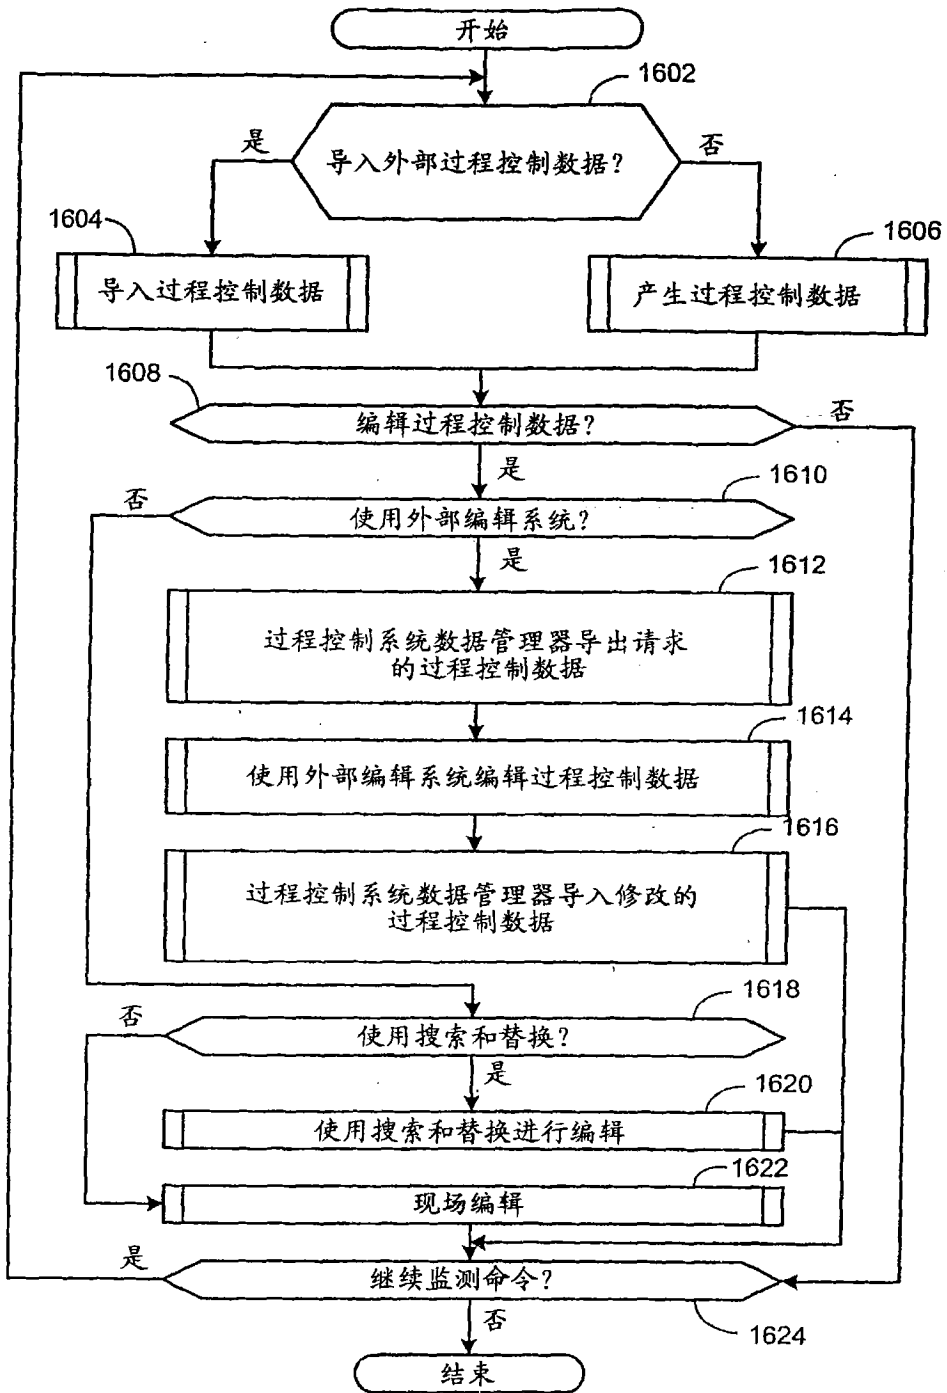 开始
1602
导入外部过程控制数据?
是
否
1604
1606
导入过程控制数据
产生过程控制数据
1608
编辑过程控制数据?
否
是
1610
否
使用外部编辑系统?
是
1612
过程控制系统数据管理器导出请求
的过程控制数据
1614
使用外部编辑系统编辑过程控制数据
1616
过程控制系统数据管理器导入修改的
过程控制数据
1618
否
使用搜索和替换?
是
1620
使用搜索和替换进行编辑
1622
现场编辑
是
继续监测命令?
否
1624
结束